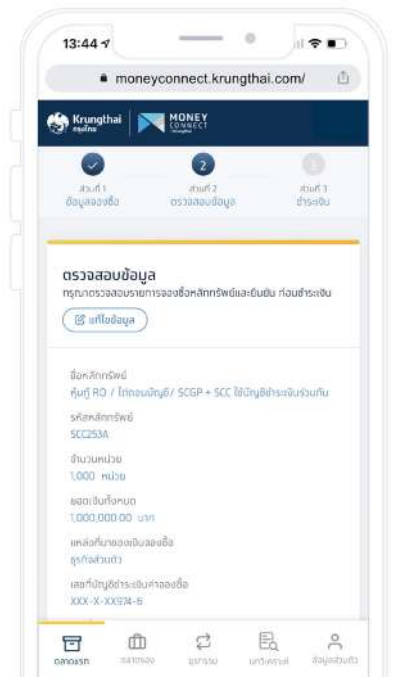 13:44
moneyconnect.krungthai.com/
Krungthai
กรุงไทย
MONEY
CONNECT
2
3
ส่วนที่ 1
ข้อมูลจองซื้อ
ส่วนที่ 2
ตรวจสอบข้อมูล
ส่วนที่ 3
ชำระเงิน
ตรวจสอบข้อมูล
กรุณาตรวจสอบรายการจองซื้อหลักทรัพย์และยืนยัน ก่อนชำระเงิน
แก้ไขข้อมูล
ชื่อหลักทรัพย์
หุ้นกู้ RO / ไถ่ถอนบัญชี/ SCGP + SCC ใช้บัญชีชำระเงินร่วมกัน
รหัสหลักทรัพย์
SCC253A
จำนวนหน่วย
1,000 หน่วย
ยอดเงินทั้งหมด
1,000,000.00 บาท
แหล่งที่มาของเงินจองซื้อ
ธุรกิจส่วนตัว
เลขที่บัญชีชำระเงินค่าจองซื้อ
XXX-X-XX974-6
ตลาดแรก
ตลาดรอง
ธุรกรรม
บทวิเคราะห์
ข้อมูลส่วนตัว